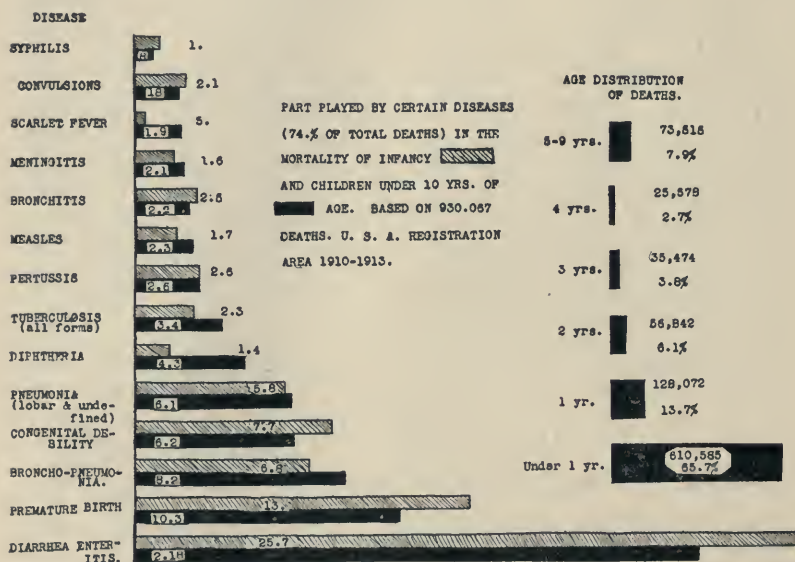 DISEASE
SYPHILIS 1.
CONVULSIONS 2.1
18
SCARLET FEVER 5.
1.9
MENINGITIS 1.6
2.1
BRONCHITIS 2.5
2.2
MEASLES 1.7
2.3
PERTUSSIS 2.6
2.6
TUBERCULOSIS 2.3
(all forms) 3.4
DIPHTHERIA 1.4
4.3
PNEUMONIA 5.8
(lobar & unde-
fined) 6.1
CONGENITAL DE- 7.7
BILITY 6.2
BRONCHO-PNEUMO- 6.8
NIA. 8.2
PREMATURE BIRTH 13.
10.3
DIARRHEA ENTER- 25.7
ITIS. 2.18
PART PLAYED BY CERTAIN DISEASES
(74.% OF TOTAL DEATHS) IN THE
MORTALITY OF INFANCY
AND CHILDREN UNDER 10 YRS. OF
AGE. BASED ON 930.067
DEATHS. U. S. A. REGISTRATION
AREA 1910-1913.
AGE DISTRIBUTION
OF DEATHS.
5-9 yrs. 73,516
7.9%
4 yrs. 25,578
2.7%
3 yrs. 35,474
3.8%
2 yrs. 56,842
6.1%
1 yr. 128,072
13.7%
Under 1 yr. 610,585
65.7%